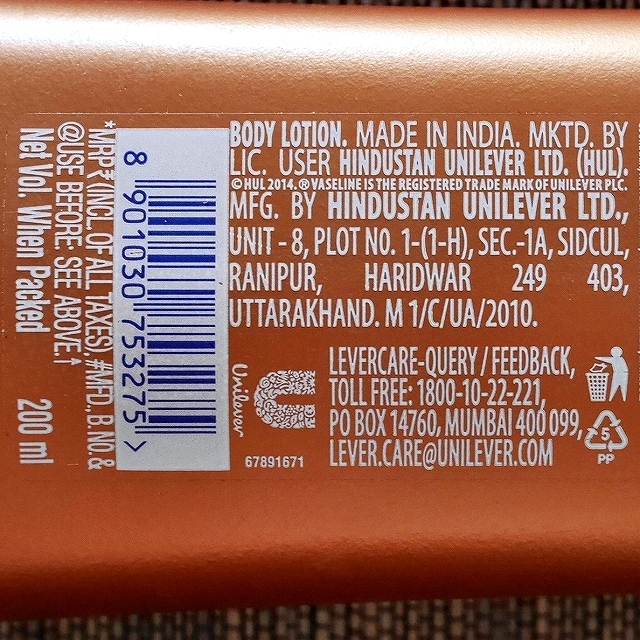 BODY LOTION. MADE IN INDIA. MKTD. BY
LIC. USER HINDUSTAN UNILEVER LTD. (HUL).
© HUL 2014. ® VASELINE IS THE REGISTERED TRADE MARK OF UNILEVER PLC.
MFG. BY HINDUSTAN UNILEVER LTD.,
UNIT - 8, PLOT NO. 1-(1-H), SEC.-1A, SIDCUL,
RANIPUR, HARIDWAR 249 403,
UTTARAKHAND. M 1/C/UA/2010.
LEVERCARE-QUERY / FEEDBACK,
TOLL FREE: 1800-10-22-221,
PO BOX 14760, MUMBAI 400 099,
LEVER.CARE@UNILEVER.COM
Unilever
67891671
5
PP
8 901030 753275 >
*MRP ₹ (INCL. OF ALL TAXES), #MFD., B. NO. &
@USE BEFORE: SEE ABOVE.↑
Net Vol. When Packed 200 ml